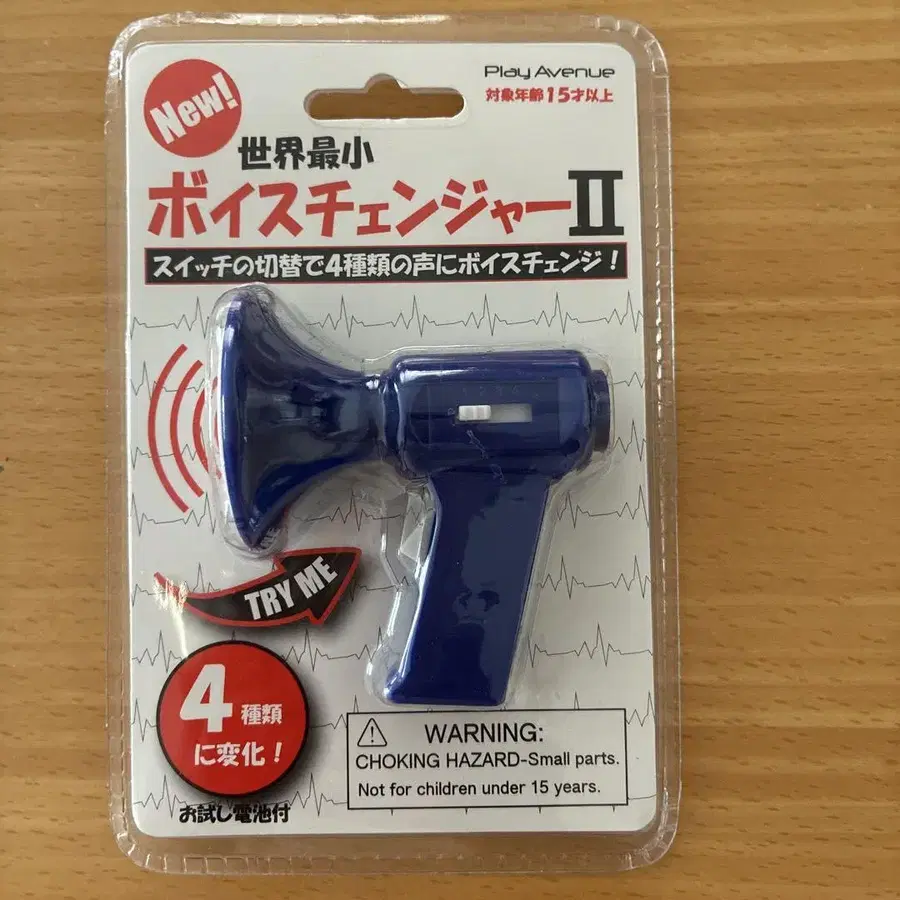 New!
Play Avenue
対象年齢15才以上
世界最小
ボイスチェンジャーII
スイッチの切替で4種類の声にボイスチェンジ!
TRY ME
4種類
に変化!
お試し電池付
WARNING:
CHOKING HAZARD-Small parts.
Not for children under 15 years.